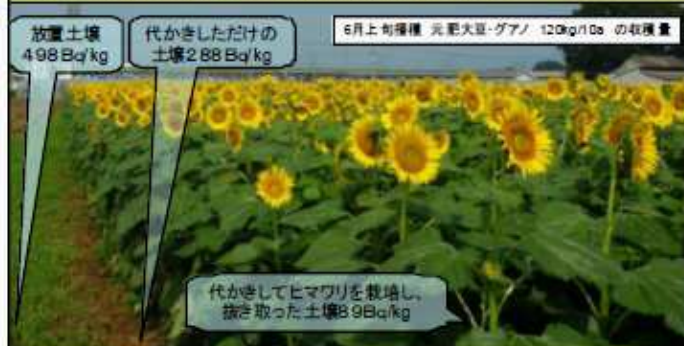 放置土壌
498Bq/kg
代かきしただけの
土壌288Bq/kg
6月上旬播種 元肥大豆・グアノ 120kg/10a の収穫量
代かきしてヒマワリを栽培し、
抜き取った土壌89Bq/kg